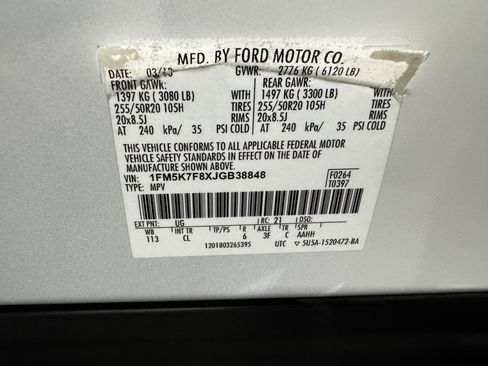 MFD. BY FORD MOTOR CO.
DATE: 03/18 GVWR: 2776 KG ( 6120 LB)
FRONT GAWR: REAR GAWR:
1397 KG ( 3080 LB) 1497 KG ( 3300 LB)
255/50R20 105H TIRES 255/50R20 105H TIRES
20x8.5J RIMS 20x8.5J RIMS
AT 240 kPa/ 35 PSI COLD AT 240 kPa/ 35 PSI COLD
THIS VEHICLE CONFORMS TO ALL APPLICABLE FEDERAL MOTOR
VEHICLE SAFETY STANDARDS IN EFFECT ON THE DATE OF
MANUFACTURE SHOWN ABOVE.
VIN: 1FM5K7F8XJGB38848 F0264
TYPE: MPV T0397
EXT PNT: UG RC: 21 DSO:
WB INT TR TP/PS R AXLE TR SPR
113 CL 6 3F C AAHH
1201803265395 UTC ▽ 5U5A-1520472-BA